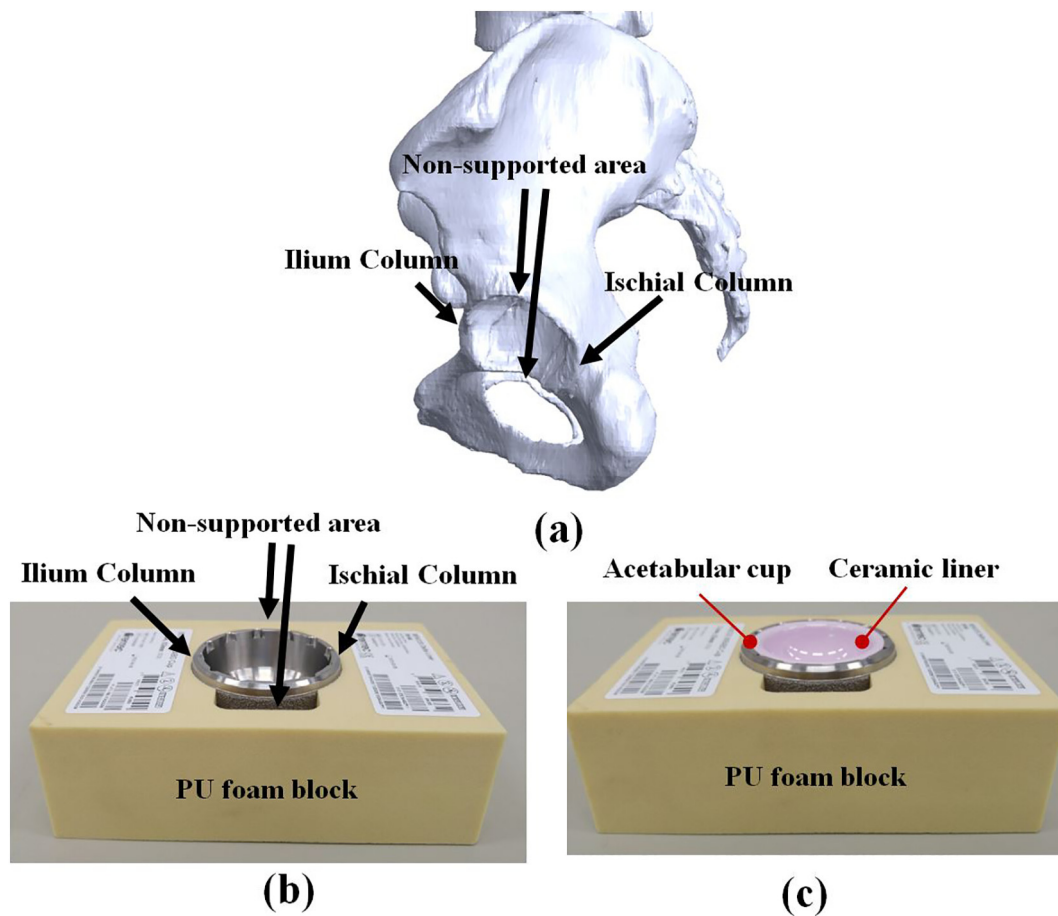 Non-supported area
Ilium Column
Ischial Column
(a)
Non-supported area
Ilium Column
Ischial Column
PU foam block
(b)
Acetabular cup
Ceramic liner
PU foam block
(c)